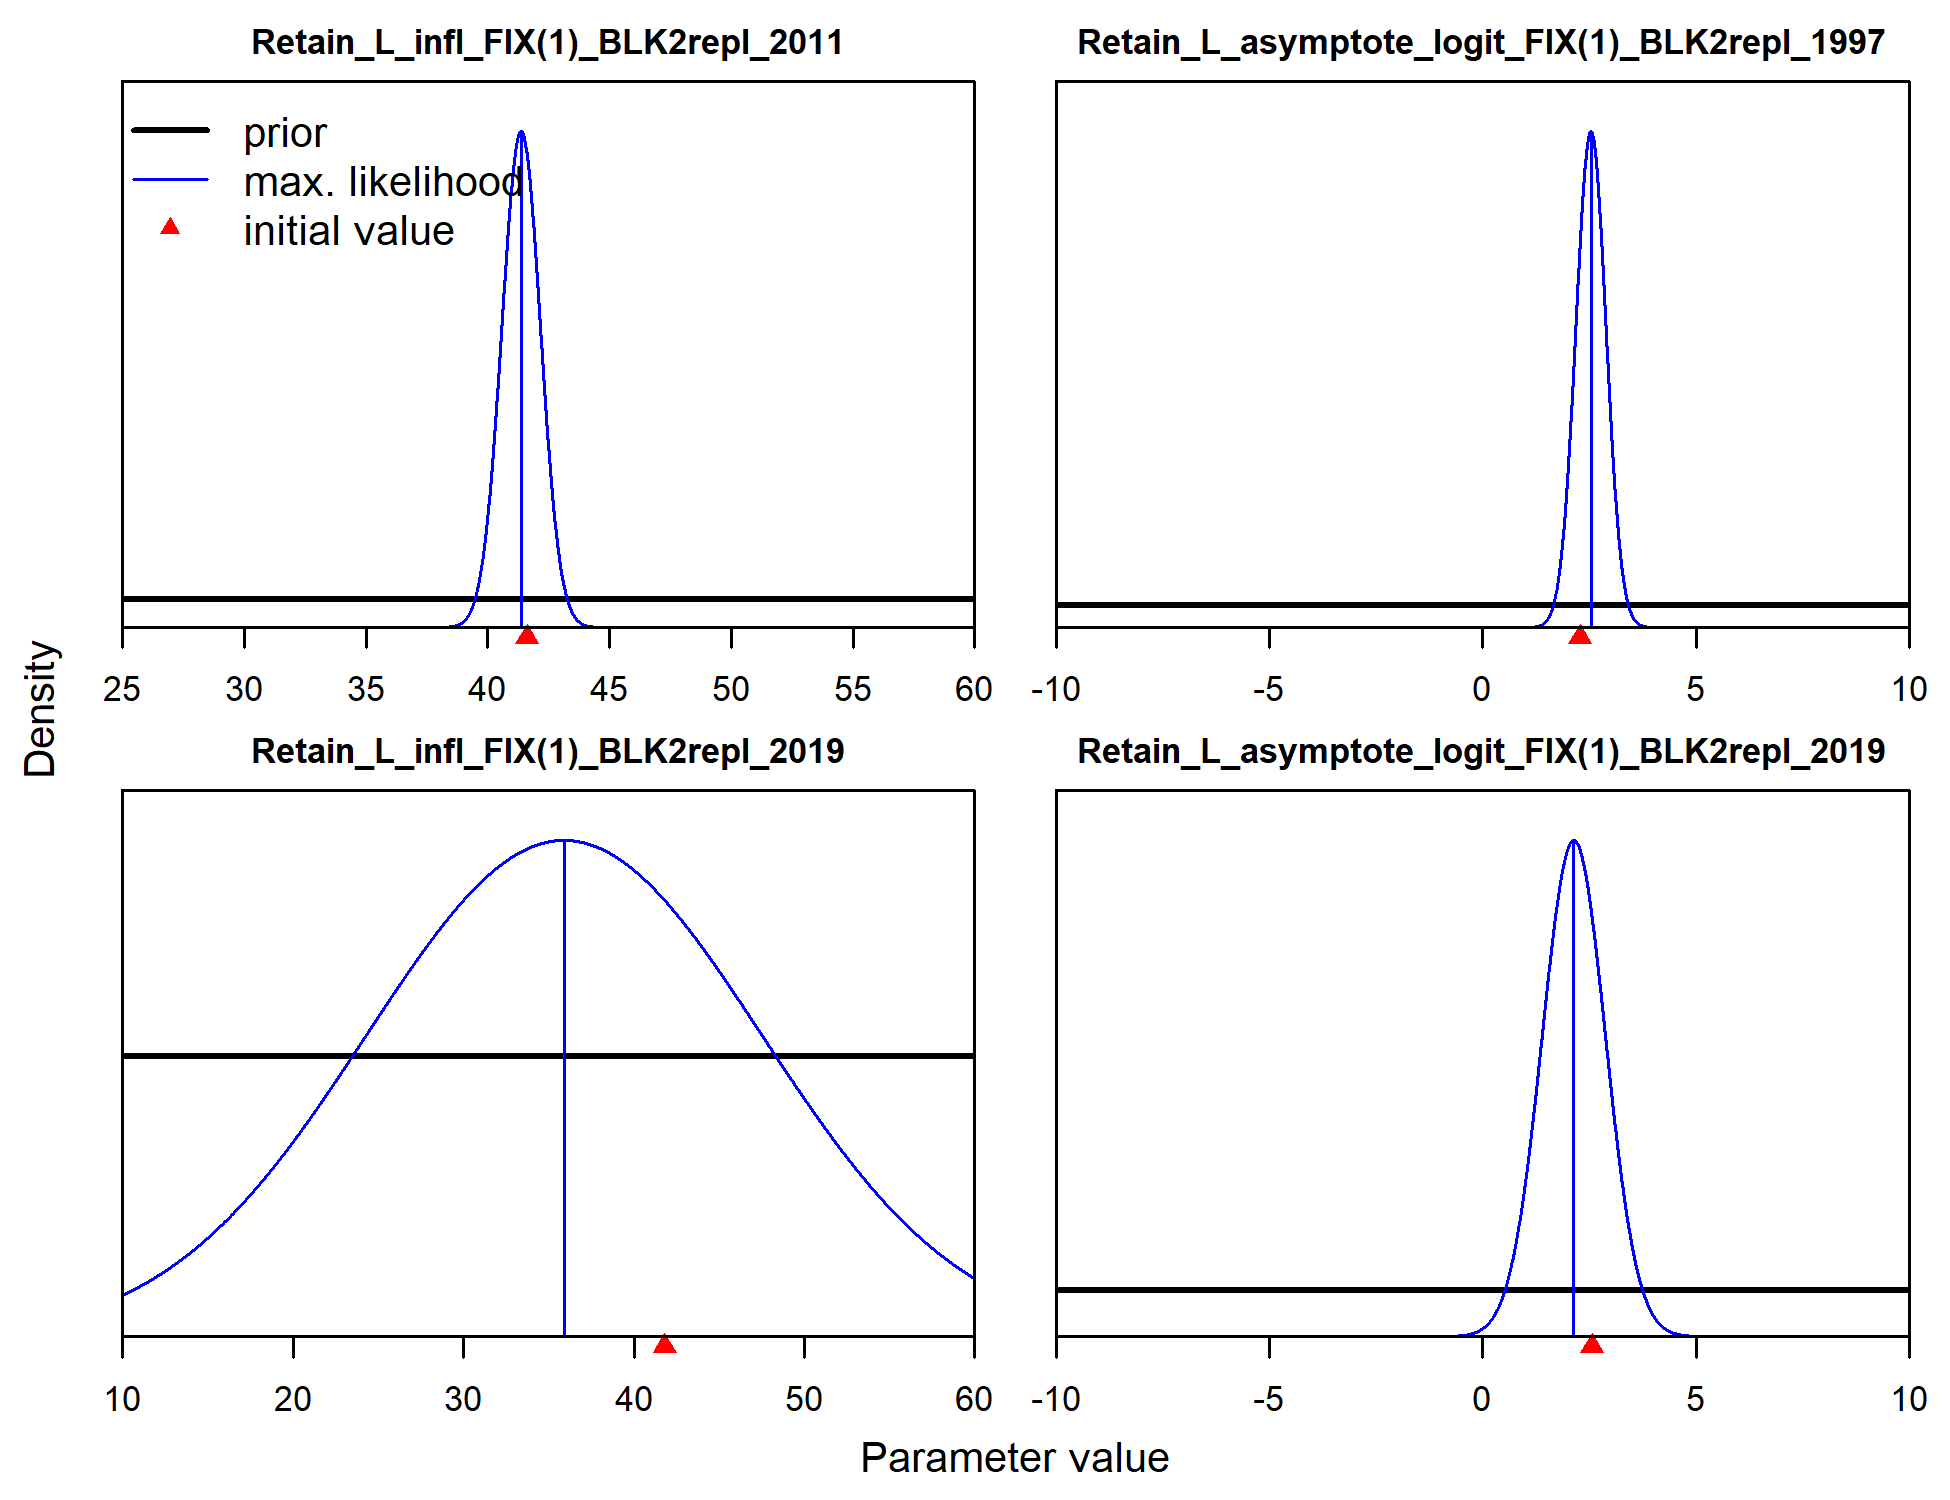 Retain_L_infl_FIX(1)_BLK2repl_2011
prior
max. likelihood
initial value
25 30 35 40 45 50 55 60
Retain_L_asymptote_logit_FIX(1)_BLK2repl_1997
-10 -5 0 5 10
Density
Retain_L_infl_FIX(1)_BLK2repl_2019
10 20 30 40 50 60
Retain_L_asymptote_logit_FIX(1)_BLK2repl_2019
-10 -5 0 5 10
Parameter value